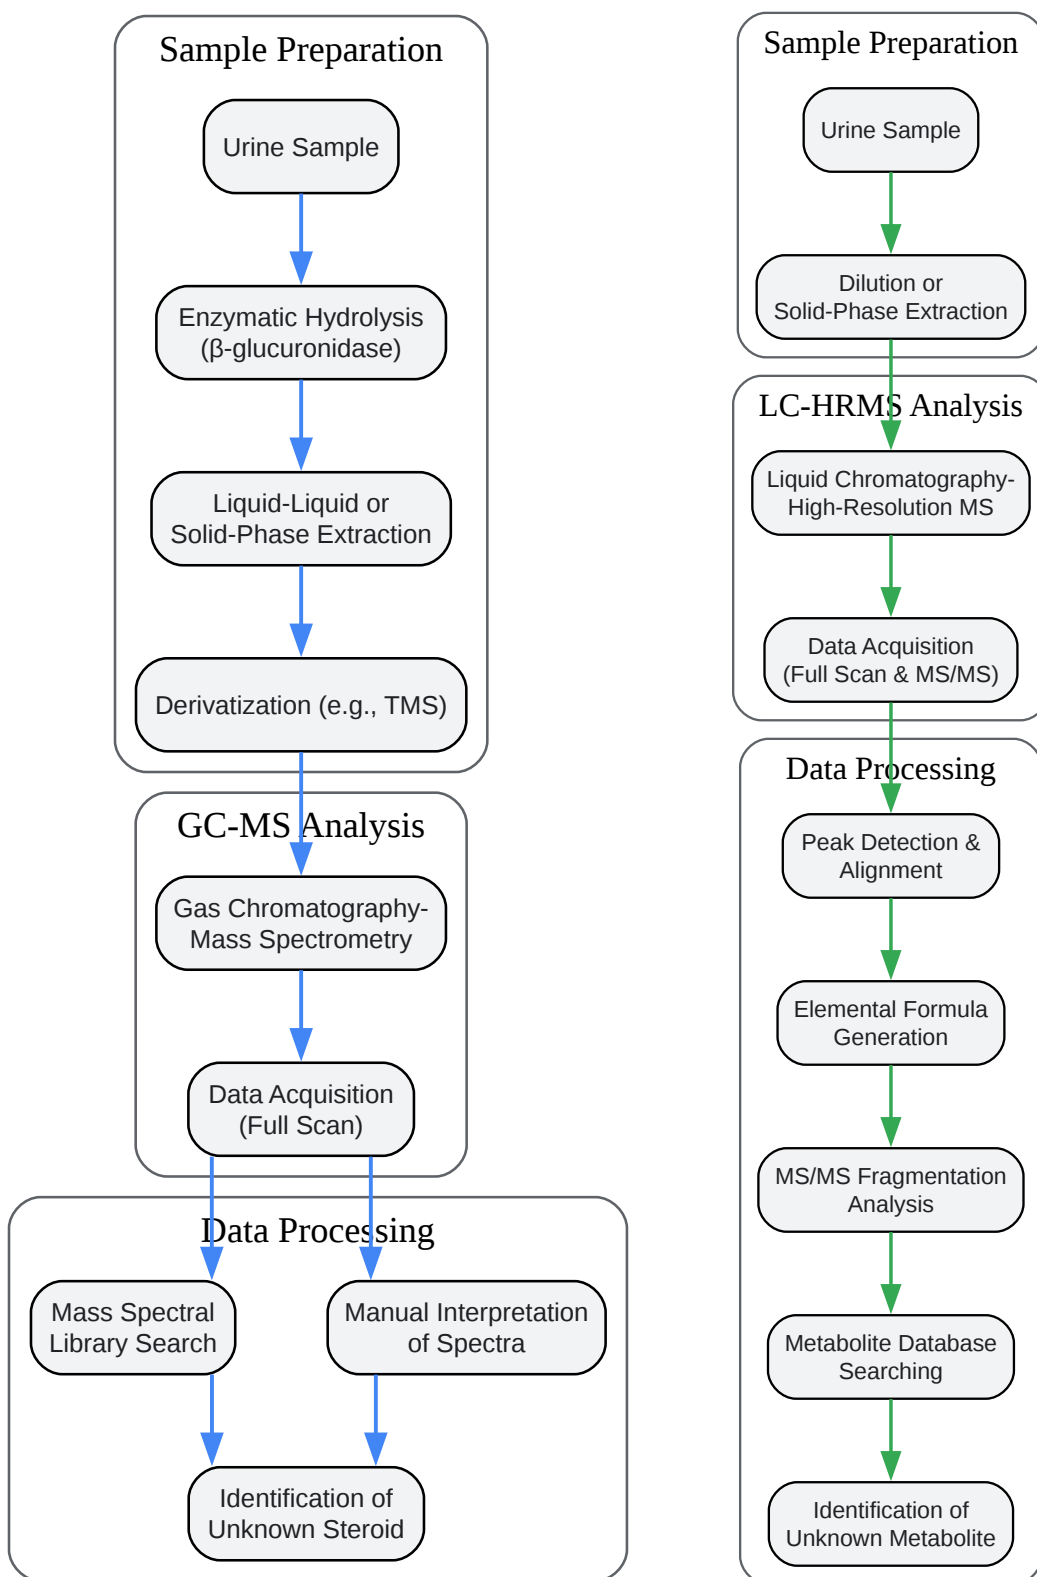 Sample Preparation
Urine Sample
Enzymatic Hydrolysis
(β-glucuronidase)
Liquid-Liquid or
Solid-Phase Extraction
Derivatization (e.g., TMS)
GC-MS Analysis
Gas Chromatography-
Mass Spectrometry
Data Acquisition
(Full Scan)
Data Processing
Mass Spectral
Library Search
Manual Interpretation
of Spectra
Identification of
Unknown Steroid
Sample Preparation
Urine Sample
Dilution or
Solid-Phase Extraction
LC-HRMS Analysis
Liquid Chromatography-
High-Resolution MS
Data Acquisition
(Full Scan & MS/MS)
Data Processing
Peak Detection &
Alignment
Elemental Formula
Generation
MS/MS Fragmentation
Analysis
Metabolite Database
Searching
Identification of
Unknown Metabolite